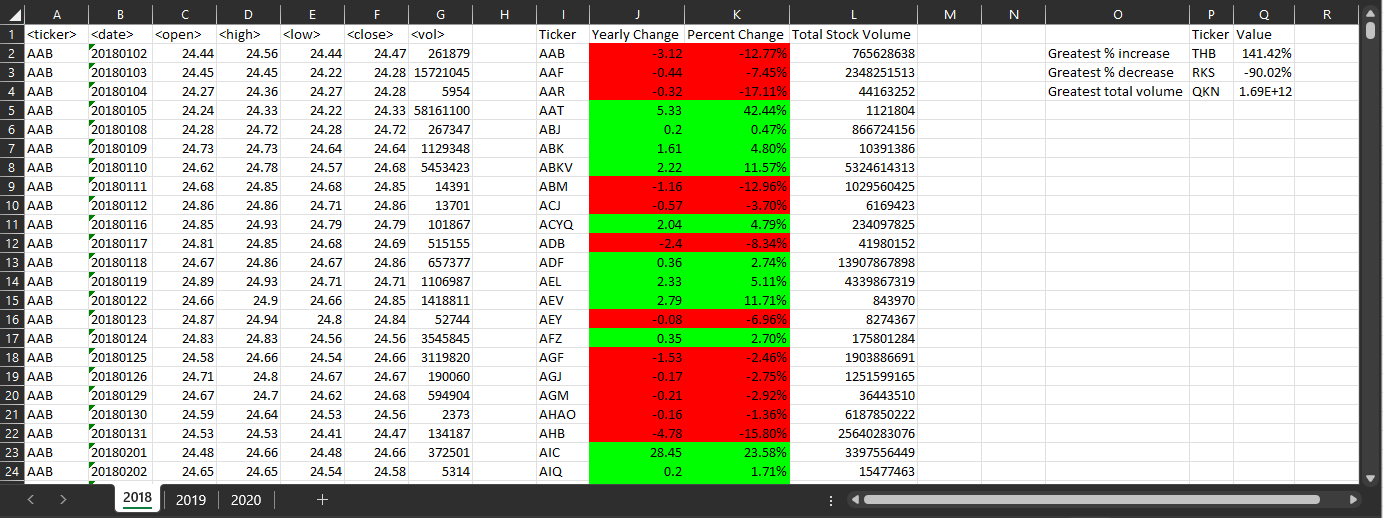 A B C D E F G H I J K L M N O P Q R
1 <ticker> <date> <open> <high> <low> <close> <vol> Ticker Yearly Change Percent Change Total Stock Volume Ticker Value
2 AAB 20180102 24.44 24.56 24.44 24.47 261879 AAB -3.12 -12.77% 765628638 Greatest % increase THB 141.42%
3 AAB 20180103 24.45 24.45 24.22 24.28 15721045 AAF -0.44 -7.45% 2348251513 Greatest % decrease RKS -90.02%
4 AAB 20180104 24.27 24.36 24.27 24.28 5954 AAR -0.32 -17.11% 44163252 Greatest total volume QKN 1.69E+12
5 AAB 20180105 24.24 24.33 24.22 24.33 58161100 AAT 5.33 42.44% 1121804
6 AAB 20180108 24.28 24.72 24.28 24.72 267347 ABJ 0.2 0.47% 866724156
7 AAB 20180109 24.73 24.73 24.64 24.64 1129348 ABK 1.61 4.80% 10391386
8 AAB 20180110 24.62 24.78 24.57 24.68 5453423 ABKV 2.22 11.57% 5324614313
9 AAB 20180111 24.68 24.85 24.68 24.85 14391 ABM -1.16 -12.96% 1029560425
10 AAB 20180112 24.86 24.86 24.71 24.86 13701 ACJ -0.57 -3.70% 6169423
11 AAB 20180116 24.85 24.93 24.79 24.79 101867 ACYQ 2.04 4.79% 234097825
12 AAB 20180117 24.81 24.85 24.68 24.69 515155 ADB -2.4 -8.34% 41980152
13 AAB 20180118 24.67 24.86 24.67 24.86 657377 ADF 0.36 2.74% 13907867898
14 AAB 20180119 24.89 24.93 24.71 24.71 1106987 AEL 2.33 5.11% 4339867319
15 AAB 20180122 24.66 24.9 24.66 24.85 1418811 AEV 2.79 11.71% 843970
16 AAB 20180123 24.87 24.94 24.8 24.84 52744 AEY -0.08 -6.96% 8274367
17 AAB 20180124 24.83 24.83 24.56 24.56 3545845 AFZ 0.35 2.70% 175801284
18 AAB 20180125 24.58 24.66 24.54 24.66 3119820 AGF -1.53 -2.46% 1903886691
19 AAB 20180126 24.71 24.8 24.67 24.67 190060 AGJ -0.17 -2.75% 1251599165
20 AAB 20180129 24.67 24.7 24.62 24.68 594904 AGM -0.21 -2.92% 36443510
21 AAB 20180130 24.59 24.64 24.53 24.56 2373 AHAO -0.16 -1.36% 6187850222
22 AAB 20180131 24.53 24.53 24.41 24.47 134187 AHB -4.78 -15.80% 25640283076
23 AAB 20180201 24.48 24.66 24.48 24.66 372501 AIC 28.45 23.58% 3397556449
24 AAB 20180202 24.65 24.65 24.54 24.58 5314 AIQ 0.2 1.71% 15477463
2018 2019 2020